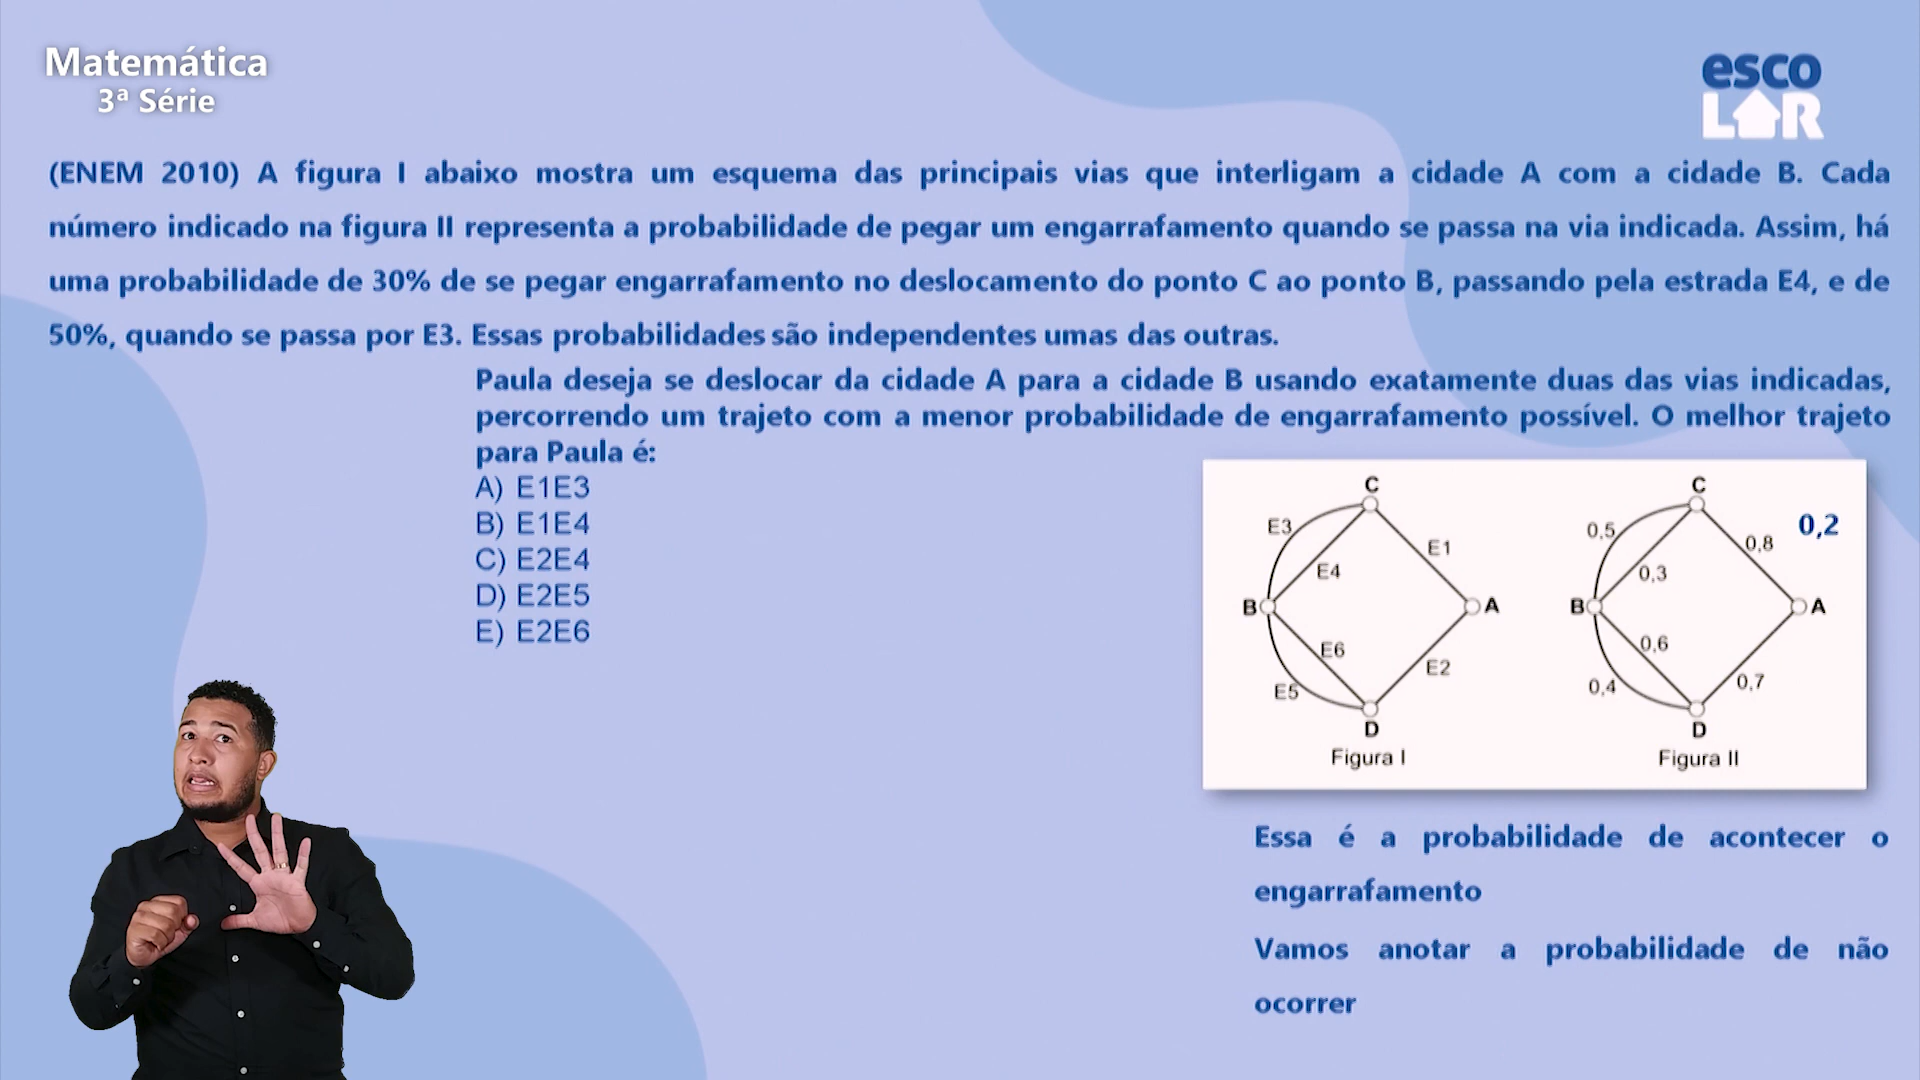 Matemática
3ª Série
esco
LAR
(ENEM 2010) A figura I abaixo mostra um esquema das principais vias que interligam a cidade A com a cidade B. Cada
número indicado na figura II representa a probabilidade de pegar um engarrafamento quando se passa na via indicada. Assim, há
uma probabilidade de 30% de se pegar engarrafamento no deslocamento do ponto C ao ponto B, passando pela estrada E4, e de
50%, quando se passa por E3. Essas probabilidades são independentes umas das outras.
Paula deseja se deslocar da cidade A para a cidade B usando exatamente duas das vias indicadas,
percorrendo um trajeto com a menor probabilidade de engarrafamento possível. O melhor trajeto
para Paula é:
A) E1E3
B) E1E4
C) E2E4
D) E2E5
E) E2E6
C
E3
E1
E4
B
A
E6
E2
E5
D
Figura I
C
0,5
0,8
0,2
0,3
B
A
0,6
0,7
0,4
D
Figura II
Essa é a probabilidade de acontecer o
engarrafamento
Vamos anotar a probabilidade de não
ocorrer